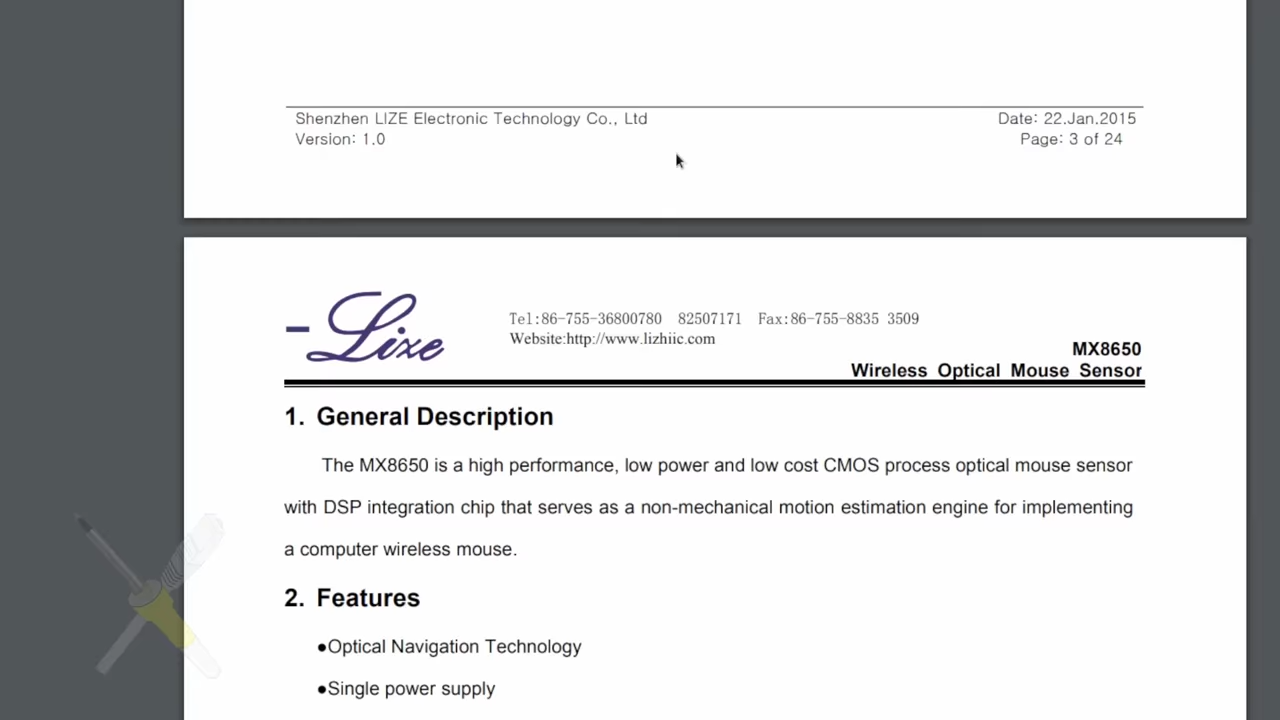 Shenzhen LIZE Electronic Technology Co., Ltd
Date: 22.Jan.2015
Version: 1.0
Page: 3 of 24
Lize
Tel:86-755-36800780 82507171 Fax:86-755-8835 3509
Website:http://www.lizhiic.com
MX8650
Wireless Optical Mouse Sensor
1. General Description
The MX8650 is a high performance, low power and low cost CMOS process optical mouse sensor
with DSP integration chip that serves as a non-mechanical motion estimation engine for implementing
a computer wireless mouse.
2. Features
●Optical Navigation Technology
●Single power supply